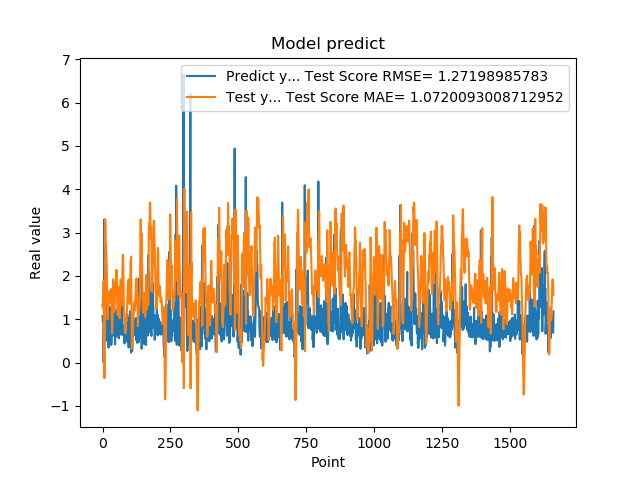 Model predict
Predict y... Test Score RMSE= 1.27198985783
Test y... Test Score MAE= 1.0720093008712952
Real value
7
6
5
4
3
2
1
0
−1
0 250 500 750 1000 1250 1500
Point